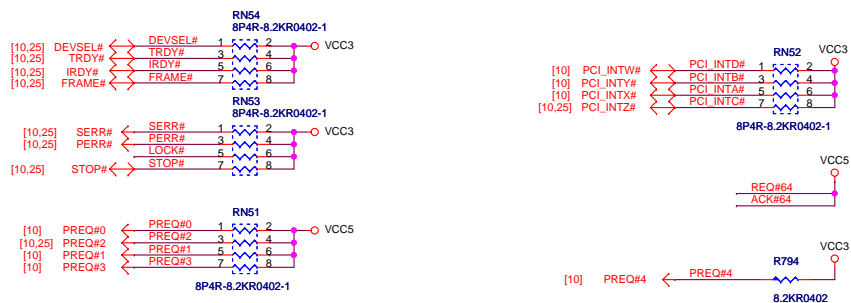 RN54
8P4R-8.2KR0402-1
[10,25] DEVSEL# DEVSEL# 1 2 VCC3
[10,25] TRDY# TRDY# 3 4
[10,25] IRDY# IRDY# 5 6
[10,25] FRAME# FRAME# 7 8
RN53
8P4R-8.2KR0402-1
[10,25] SERR# SERR# 1 2 VCC3
[10,25] PERR# PERR# 3 4
LOCK# 5 6
[10,25] STOP# STOP# 7 8
RN51
[10] PREQ#0 PREQ#0 1 2 VCC5
[10,25] PREQ#2 PREQ#2 3 4
[10] PREQ#1 PREQ#1 5 6
[10] PREQ#3 PREQ#3 7 8
8P4R-8.2KR0402-1
VCC3
RN52
[10] PCI_INTW# PCI_INTD# 1 2
[10] PCI_INTY# PCI_INTB# 3 4
[10] PCI_INTX# PCI_INTA# 5 6
[10,25] PCI_INTZ# PCI_INTC# 7 8
8P4R-8.2KR0402-1
VCC5
REQ#64
ACK#64
VCC3
R794
[10] PREQ#4 PREQ#4
8.2KR0402